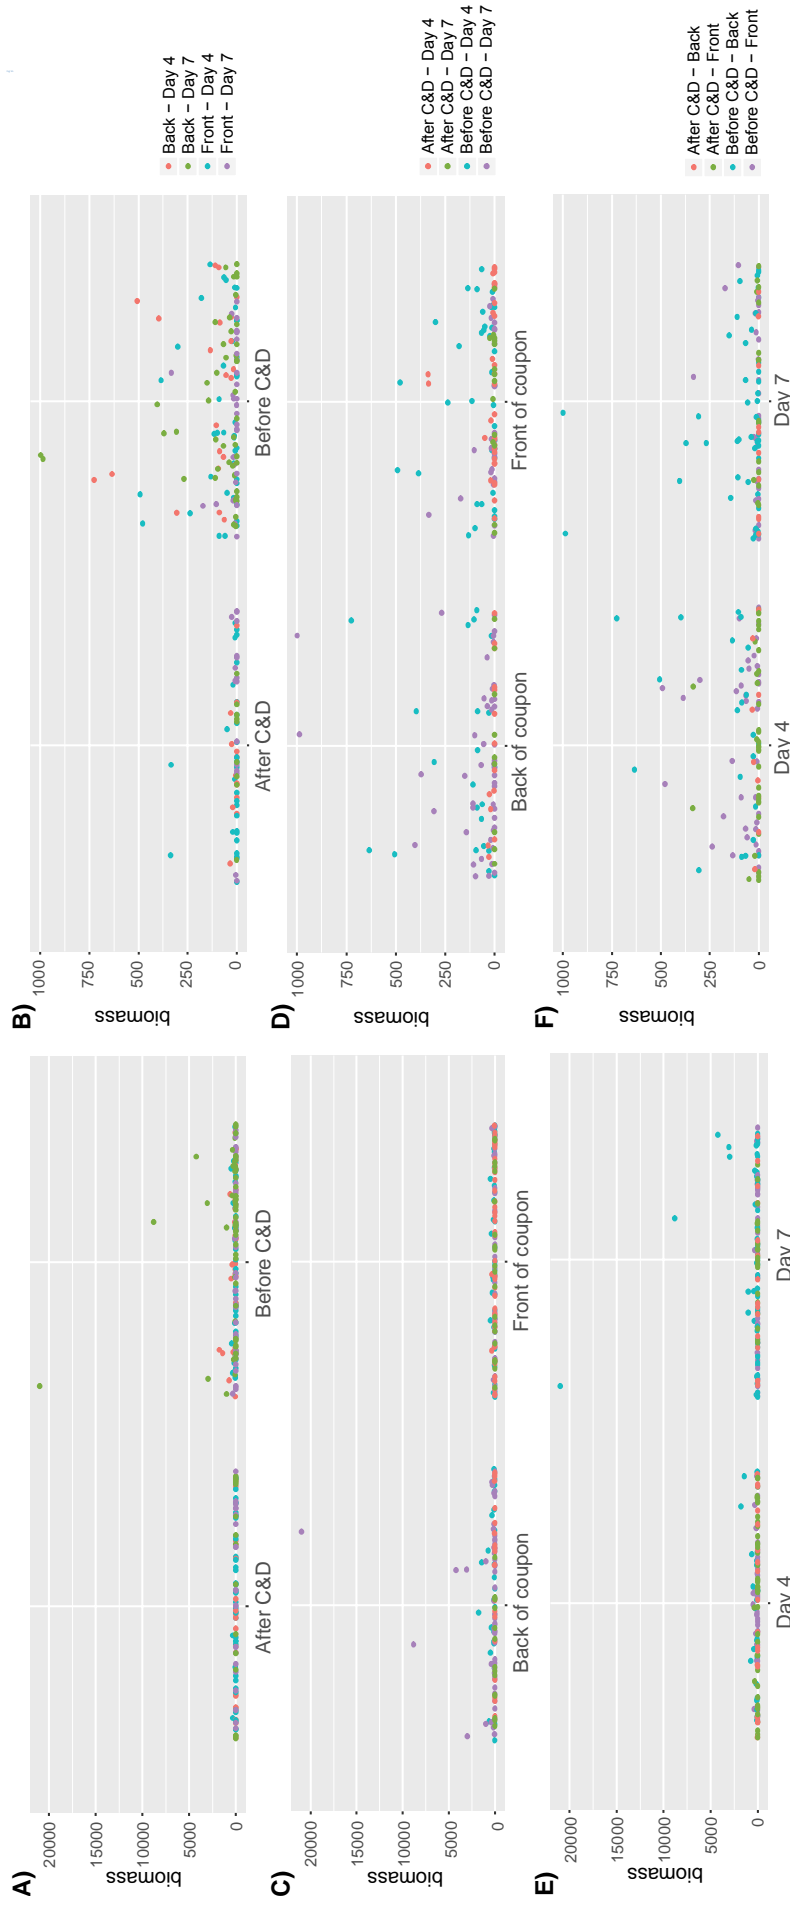 A)
biomass
20000
15000
10000
5000
0
After C&D
Before C&D
B)
biomass
1000
750
500
250
0
After C&D
Before C&D
Back − Day 4
Back − Day 7
Front − Day 4
Front − Day 7
C)
biomass
20000
15000
10000
5000
0
Back of coupon
Front of coupon
D)
biomass
1000
750
500
250
0
Back of coupon
Front of coupon
After C&D − Day 4
After C&D − Day 7
Before C&D − Day 4
Before C&D − Day 7
E)
biomass
20000
15000
10000
5000
0
Day 4
Day 7
F)
biomass
1000
750
500
250
0
Day 4
Day 7
After C&D − Back
After C&D − Front
Before C&D − Back
Before C&D − Front